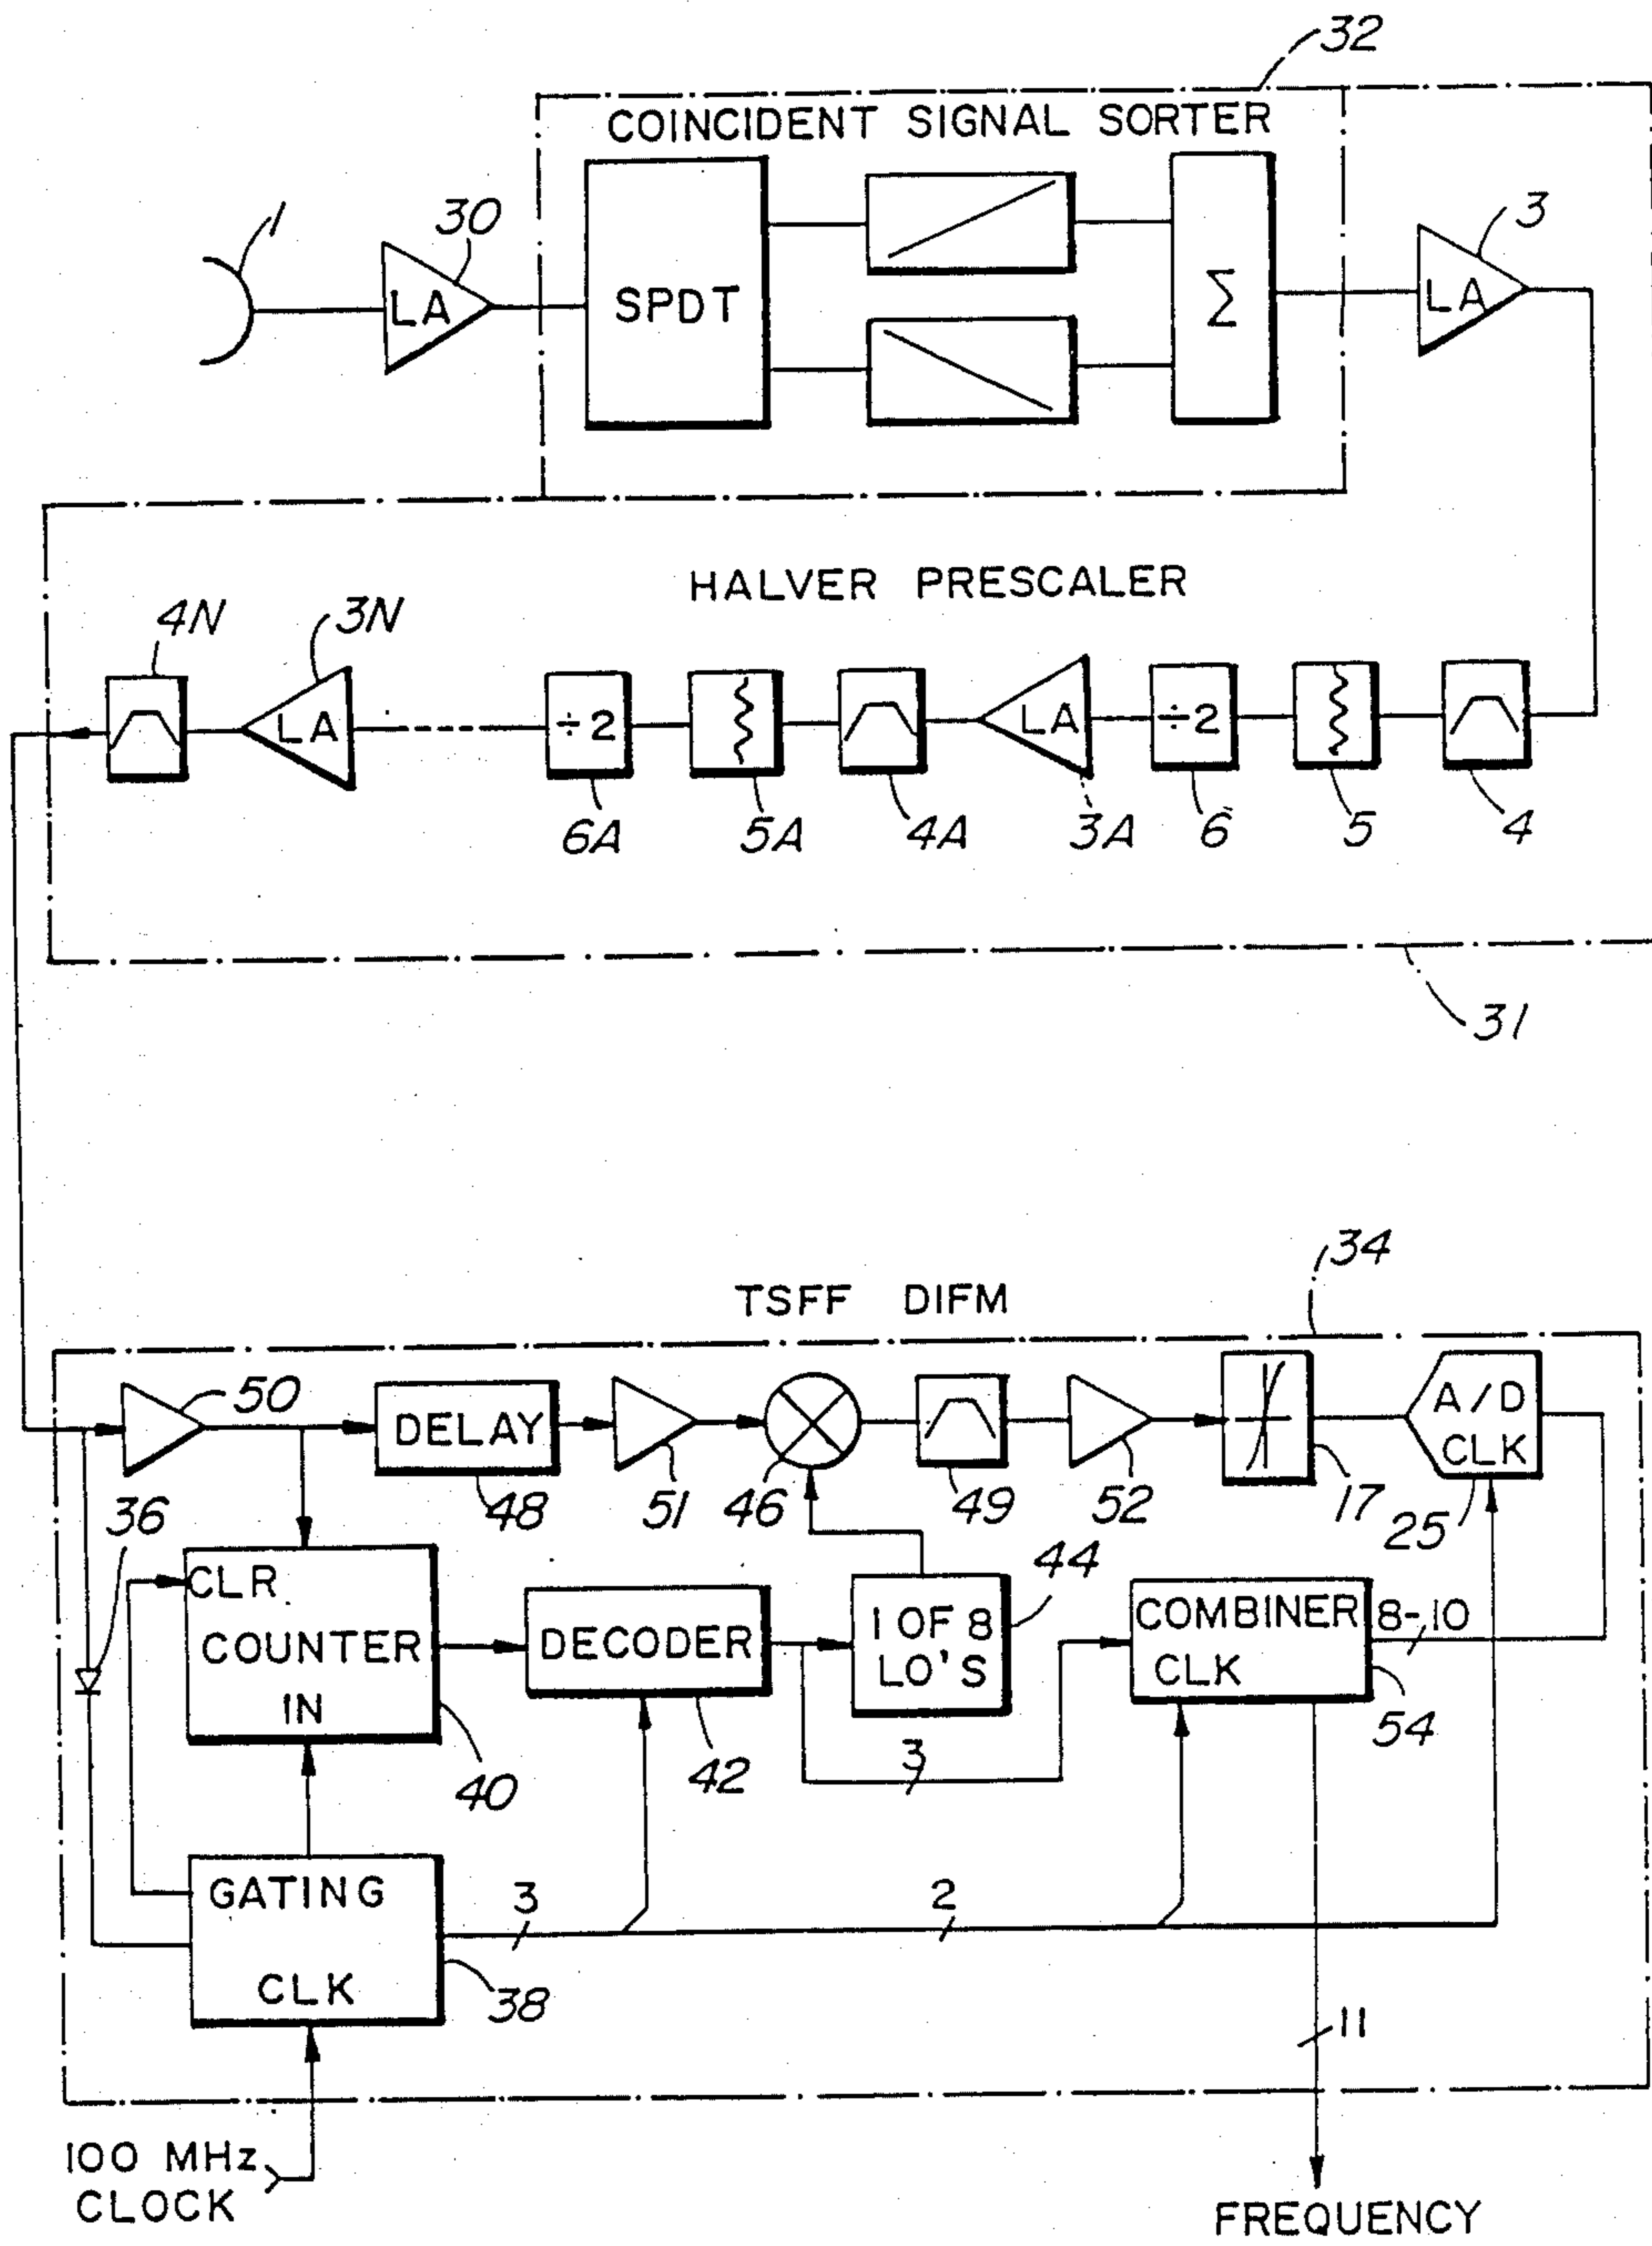 32
COINCIDENT SIGNAL SORTER
1
30
3
LA
SPDT
Σ
LA
HALVER PRESCALER
4N
3N
LA
÷2
LA
÷2
6A
5A
4A
3A
6
5
4
31
34
TSFF DIFM
50
DELAY
A/D
CLK
36
48
51
46
49
52
17
25
CLR
COUNTER
IN
DECODER
1 OF 8
LO'S
44
COMBINER
CLK
8-10
54
40
42
3
GATING
CLK
3
2
38
11
100 MHz
CLOCK
FREQUENCY